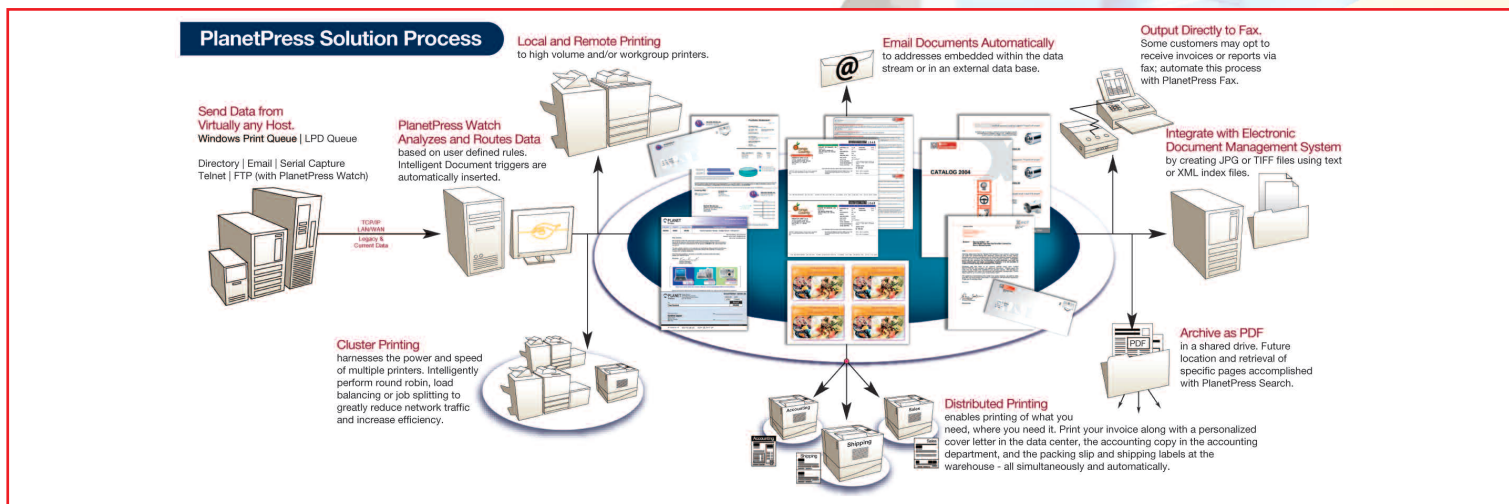 PlanetPress Solution Process
Send Data from
Virtually any Host.
Windows Print Queue | LPD Queue
Directory | Email | Serial Capture
Telnet | FTP (with PlanetPress Watch)
TCP/IP
LAN/WAN
Legacy &
Current Data
PlanetPress Watch
Analyzes and Routes Data
based on user defined rules.
Intelligent Document triggers are
automatically inserted.
Local and Remote Printing
to high volume and/or workgroup printers.
Email Documents Automatically
to addresses embedded within the data
stream or in an external data base.
@
Output Directly to Fax.
Some customers may opt to
receive invoices or reports via
fax; automate this process
with PlanetPress Fax.
Integrate with Electronic
Document Management System
by creating JPG or TIFF files using text
or XML index files.
CATALOG 2004
PLANET
PLANET
Cluster Printing
harnesses the power and speed
of multiple printers. Intelligently
perform round robin, load
balancing or job splitting to
greatly reduce network traffic
and increase efficiency.
Accounting
Shipping
Sales
Accounting
Shipping
Distributed Printing
enables printing of what you
need, where you need it. Print your invoice along with a personalized
cover letter in the data center, the accounting copy in the accounting
department, and the packing slip and shipping labels at the
warehouse - all simultaneously and automatically.
PDF
Archive as PDF
in a shared drive. Future
location and retrieval of
specific pages accomplished
with PlanetPress Search.